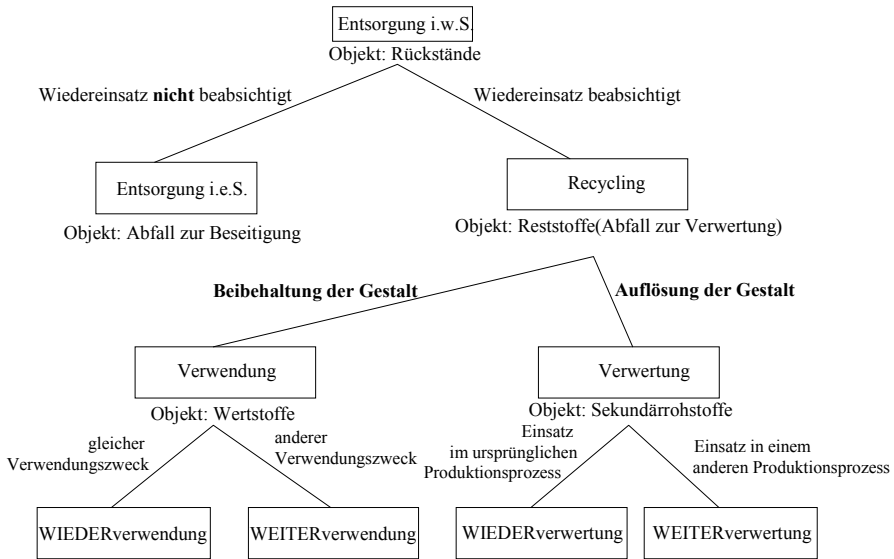 Entsorgung i.w.S.
Objekt: Rückstände
Wiedereinsatz nicht beabsichtigt
Wiedereinsatz beabsichtigt
Entsorgung i.e.S.
Recycling
Objekt: Abfall zur Beseitigung
Objekt: Reststoffe(Abfall zur Verwertung)
Beibehaltung der Gestalt
Auflösung der Gestalt
Verwendung
Verwertung
Objekt: Wertstoffe
Objekt: Sekundärrohstoffe
gleicher
Verwendungszweck
anderer
Verwendungszweck
Einsatz
im ursprünglichen
Produktionsprozess
Einsatz in einem
anderen Produktionsprozess
WIEDERverwendung
WEITERverwendung
WIEDERverwertung
WEITERverwertung